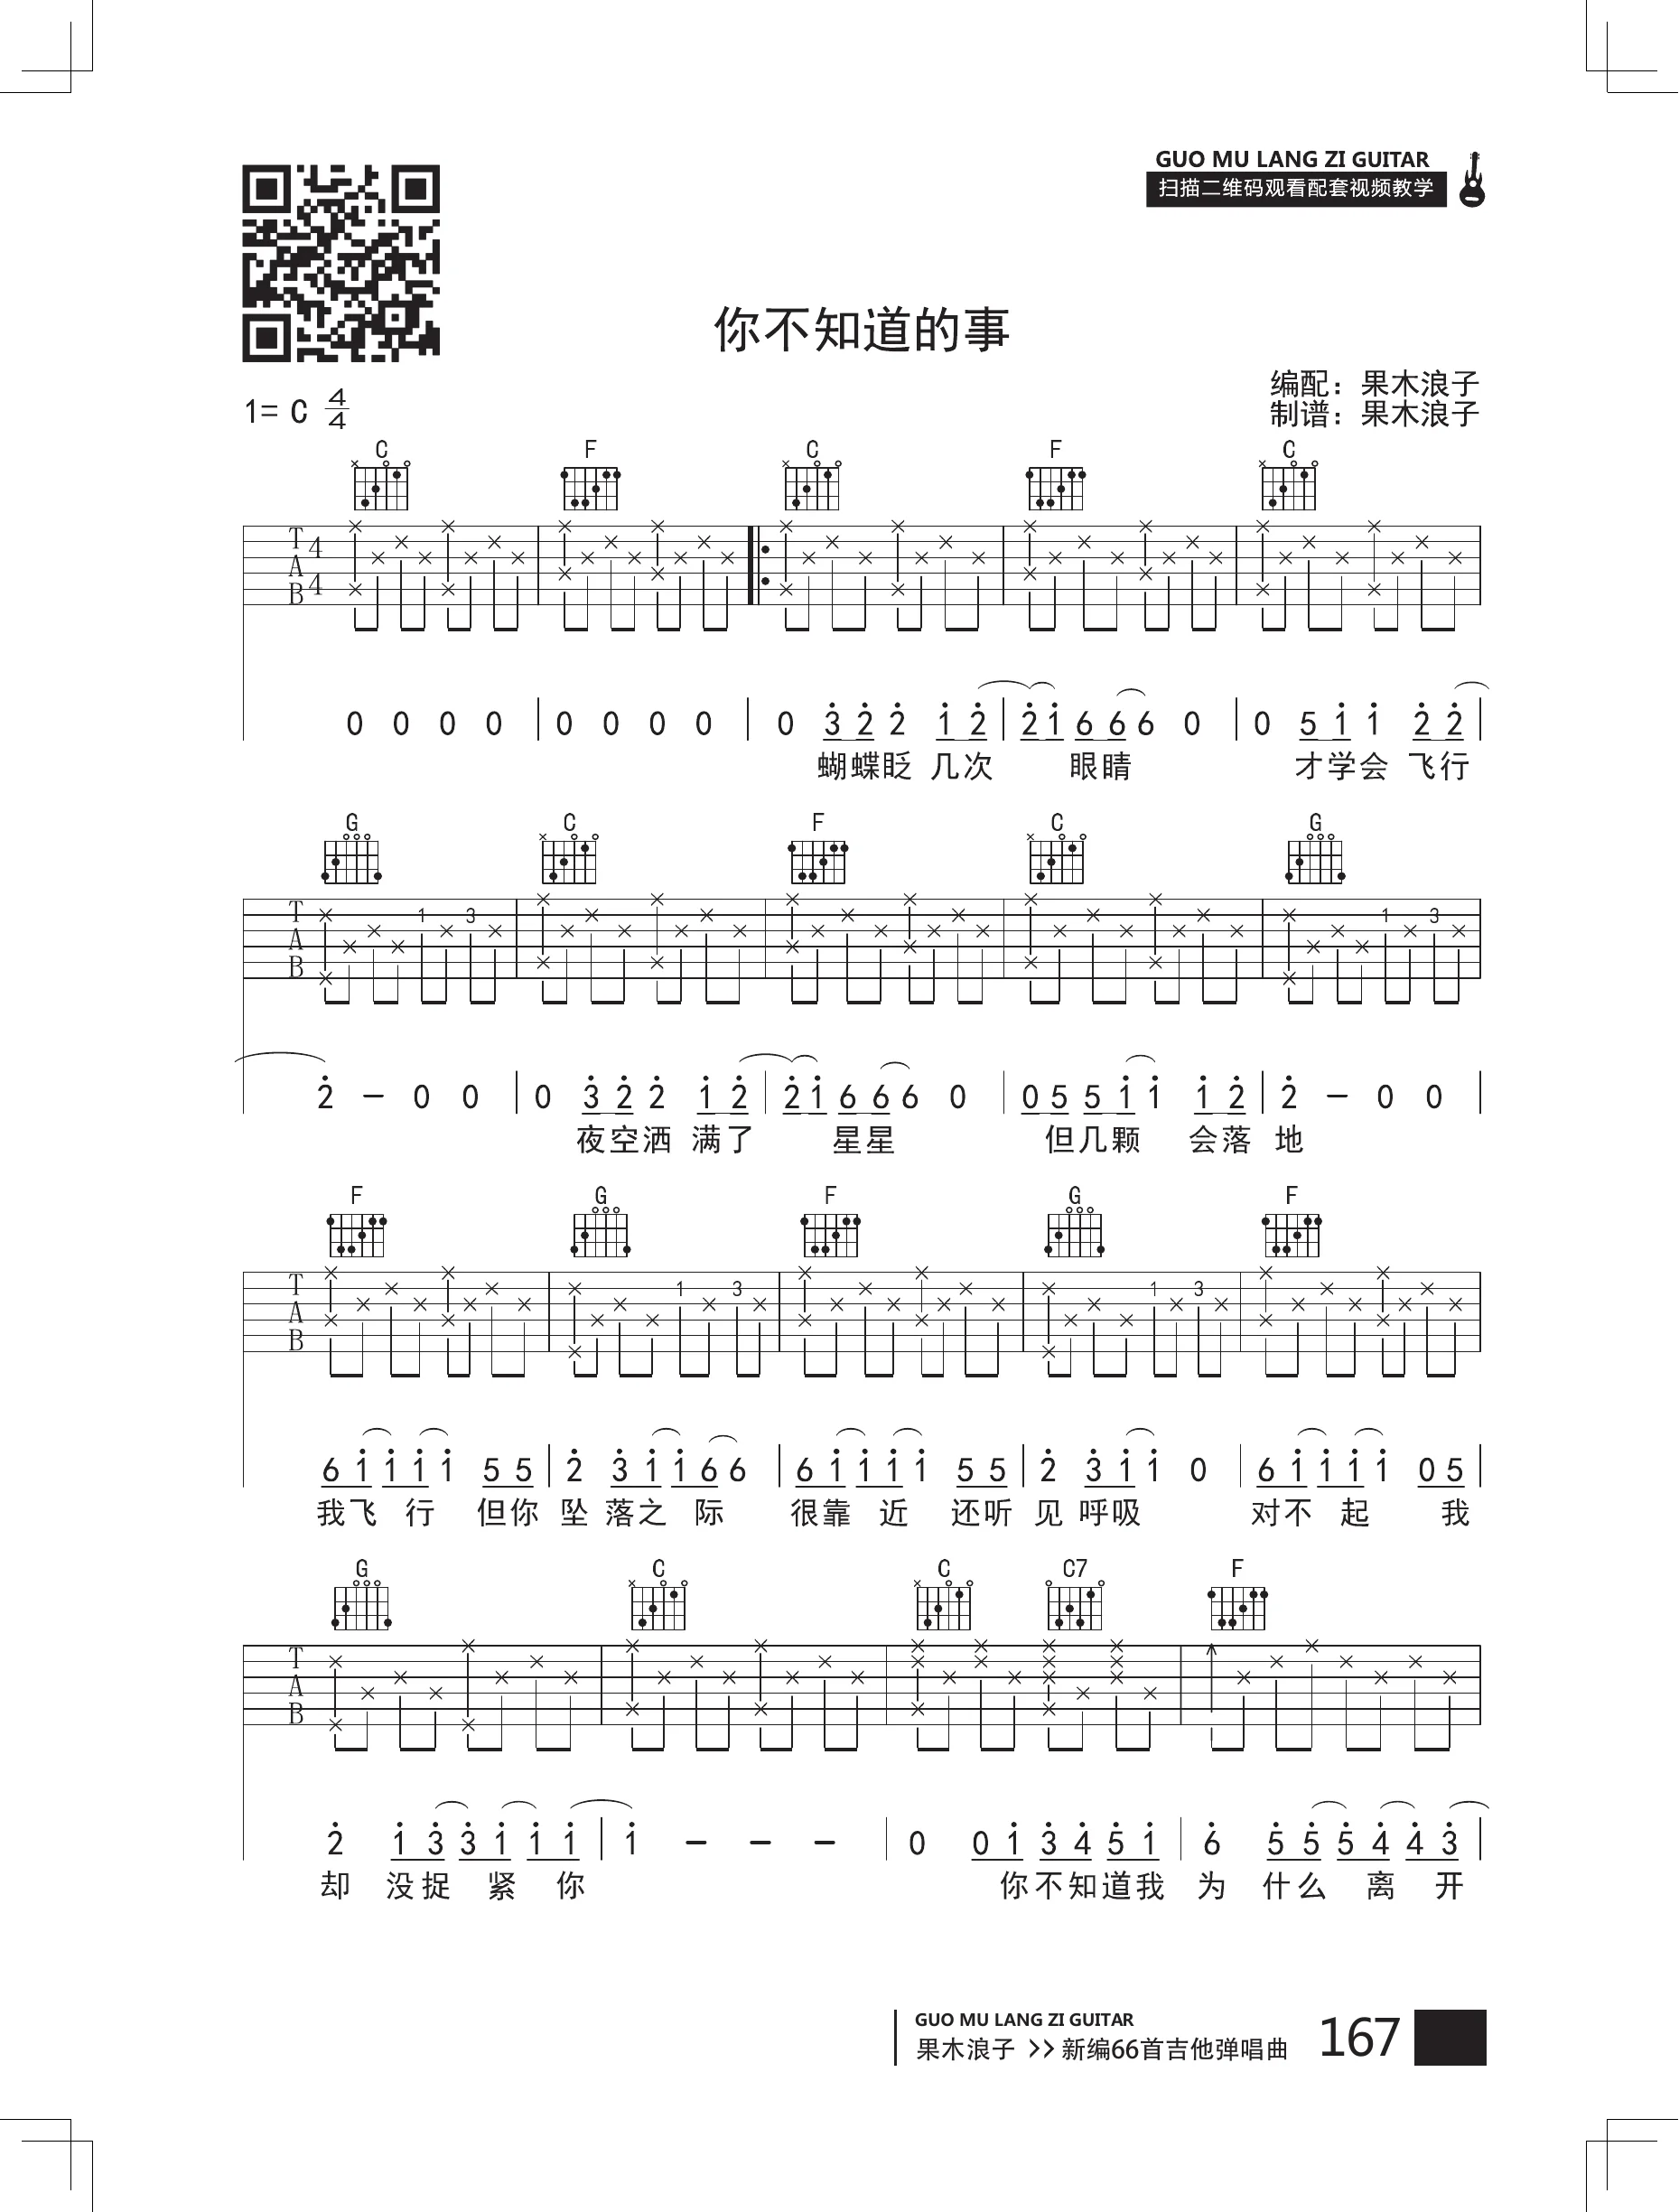 GUO MU LANG ZI GUITAR
扫描二维码观看配套视频教学
你不知道的事
编配：果木浪子
1= C 4/4
制谱：果木浪子
C F C F C
T A B 4 4
0 0 0 0 | 0 0 0 0 | 0 3 2 2 1 2 | 2 1 6 6 6 0 | 0 5 1 1 2 2 |
蝴蝶眨 几次 眼睛 才学会 飞行
G C F C G
T A B 1 3 1 3
2 - 0 0 | 0 3 2 2 1 2 | 2 1 6 6 6 0 | 0 5 5 1 1 1 2 | 2 - 0 0 |
夜空洒 满了 星星 但几颗 会落 地
F G F G F
T A B 1 3 1 3
6 1 1 1 1 5 5 | 2 3 1 1 6 6 | 6 1 1 1 1 5 5 | 2 3 1 1 0 | 6 1 1 1 1 0 5 |
我飞 行 但你 坠 落之 际 很靠 近 还听 见 呼吸 对不 起 我
G C C C7 F
T A B
2 1 3 3 1 1 1 | 1 - - - | 0 0 1 3 4 5 1 | 6 5 5 5 4 4 3 |
却 没捉 紧 你 你不知道我 为 什么 离 开
GUO MU LANG ZI GUITAR
果木浪子 >> 新编66首吉他弹唱曲 167